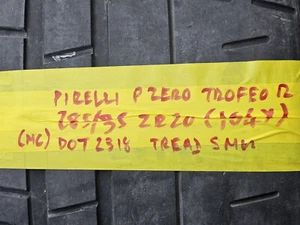 PIRELLI P ZERO TROFEO R
285/35 ZR20 (104Y)
(MC) DOT 2318 TREAD 5MM